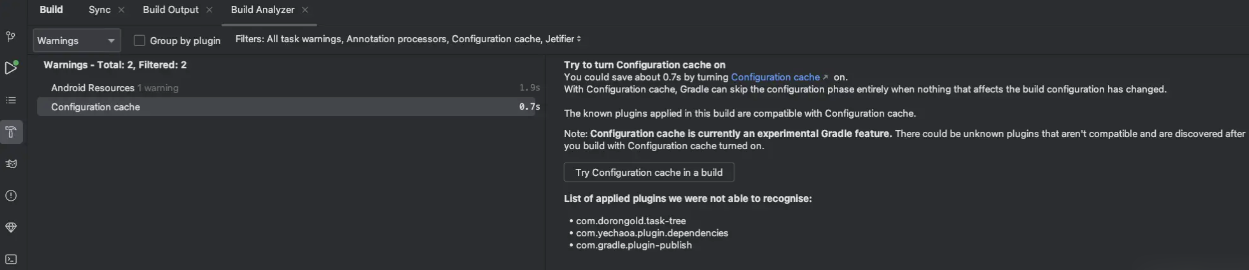 Build Sync Build Output Build Analyzer
Warnings Group by plugin Filters: All task warnings, Annotation processors, Configuration cache, Jetifier
Warnings - Total: 2, Filtered: 2
Android Resources 1 warning 1.9s
Configuration cache 0.7s
Try to turn Configuration cache on
You could save about 0.7s by turning Configuration cache on.
With Configuration cache, Gradle can skip the configuration phase entirely when nothing that affects the build configuration has changed.
The known plugins applied in this build are compatible with Configuration cache.
Note: Configuration cache is currently an experimental Gradle feature. There could be unknown plugins that aren't compatible and are discovered after
you build with Configuration cache turned on.
Try Configuration cache in a build
List of applied plugins we were not able to recognise:
• com.dorongold.task-tree
• com.yechaoa.plugin.dependencies
• com.gradle.plugin-publish